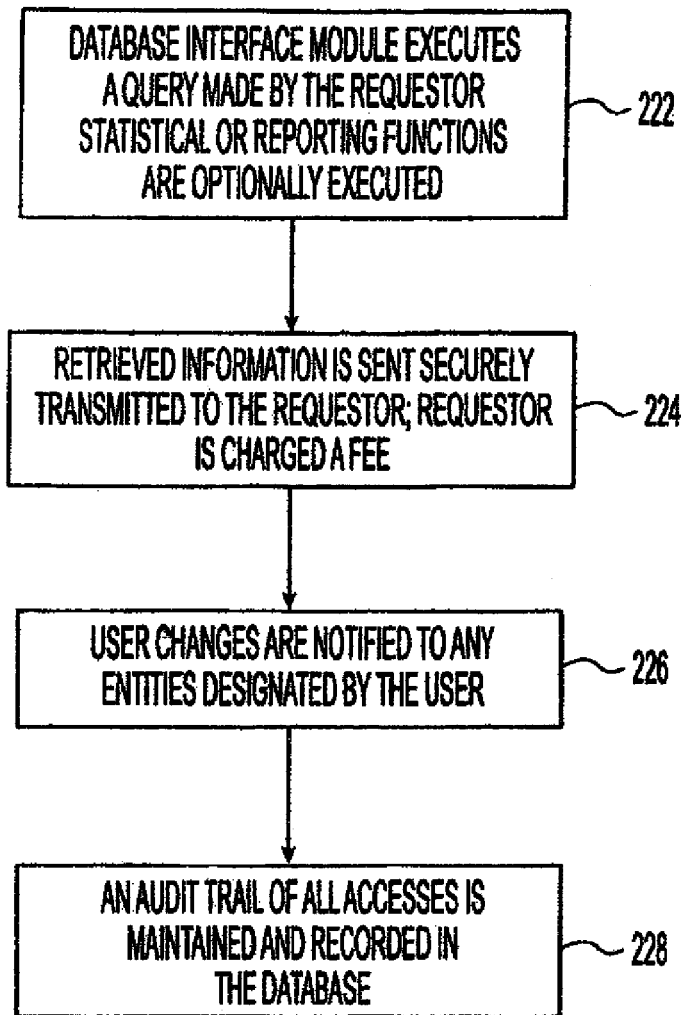 DATABASE INTERFACE MODULE EXECUTES
A QUERY MADE BY THE REQUESTOR
STATISTICAL OR REPORTING FUNCTIONS
ARE OPTIONALLY EXECUTED
222
RETRIEVED INFORMATION IS SENT SECURELY
TRANSMITTED TO THE REQUESTOR; REQUESTOR
IS CHARGED A FEE
224
USER CHANGES ARE NOTIFIED TO ANY
ENTITIES DESIGNATED BY THE USER
226
AN AUDIT TRAIL OF ALL ACCESSES IS
MAINTAINED AND RECORDED IN
THE DATABASE
228